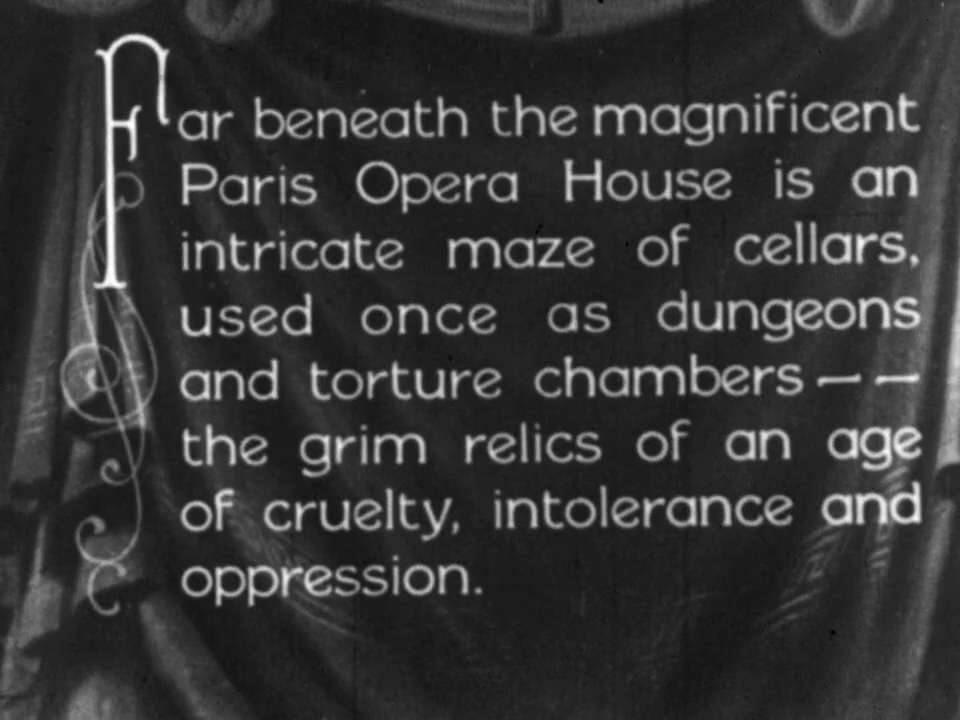 Far beneath the magnificent
Paris Opera House is an
intricate maze of cellars,
used once as dungeons
and torture chambers — —
the grim relics of an age
of cruelty, intolerance and
oppression.